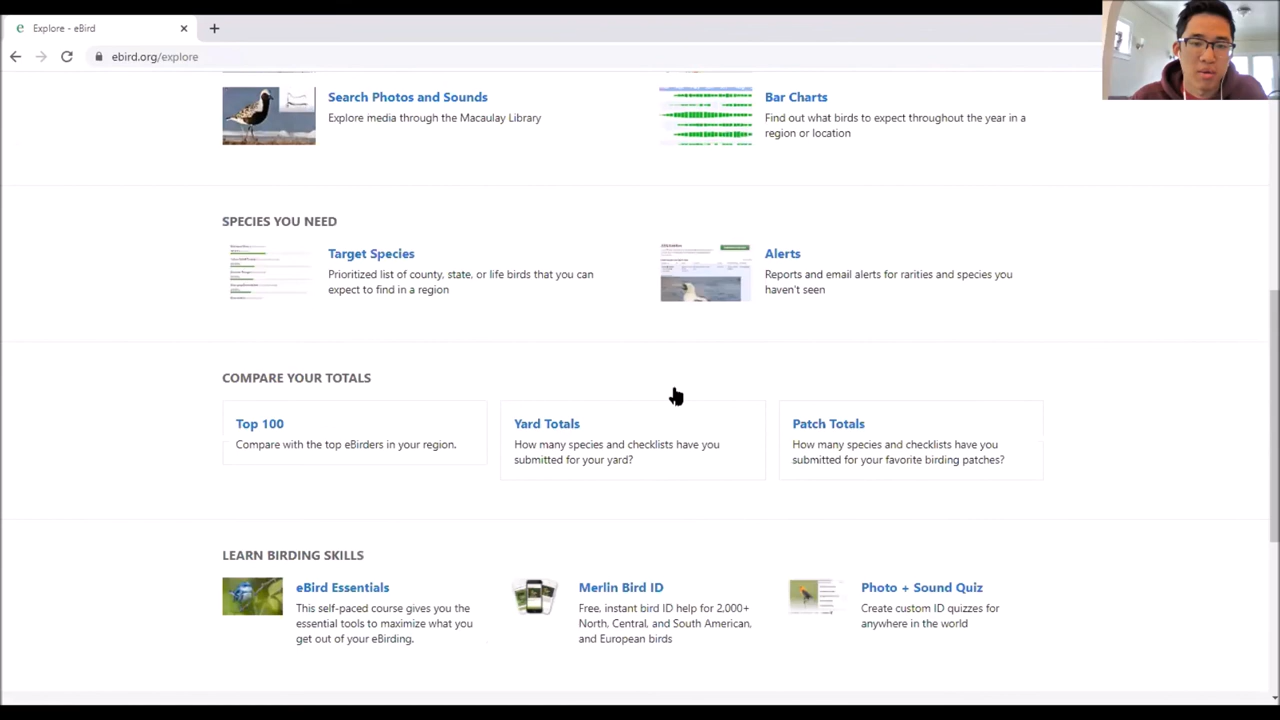 Explore - eBird
ebird.org/explore
Search Photos and Sounds
Explore media through the Macaulay Library
Bar Charts
Find out what birds to expect throughout the year in a
region or location
SPECIES YOU NEED
Target Species
Prioritized list of county, state, or life birds that you can
expect to find in a region
Alerts
Reports and email alerts for rarities and species you
haven't seen
COMPARE YOUR TOTALS
Top 100
Compare with the top eBirders in your region.
Yard Totals
How many species and checklists have you
submitted for your yard?
Patch Totals
How many species and checklists have you
submitted for your favorite birding patches?
LEARN BIRDING SKILLS
eBird Essentials
This self-paced course gives you the
essential tools to maximize what you
get out of your eBirding.
Merlin Bird ID
Free, instant bird ID help for 2,000+
North, Central, and South American,
and European birds
Photo + Sound Quiz
Create custom ID quizzes for
anywhere in the world